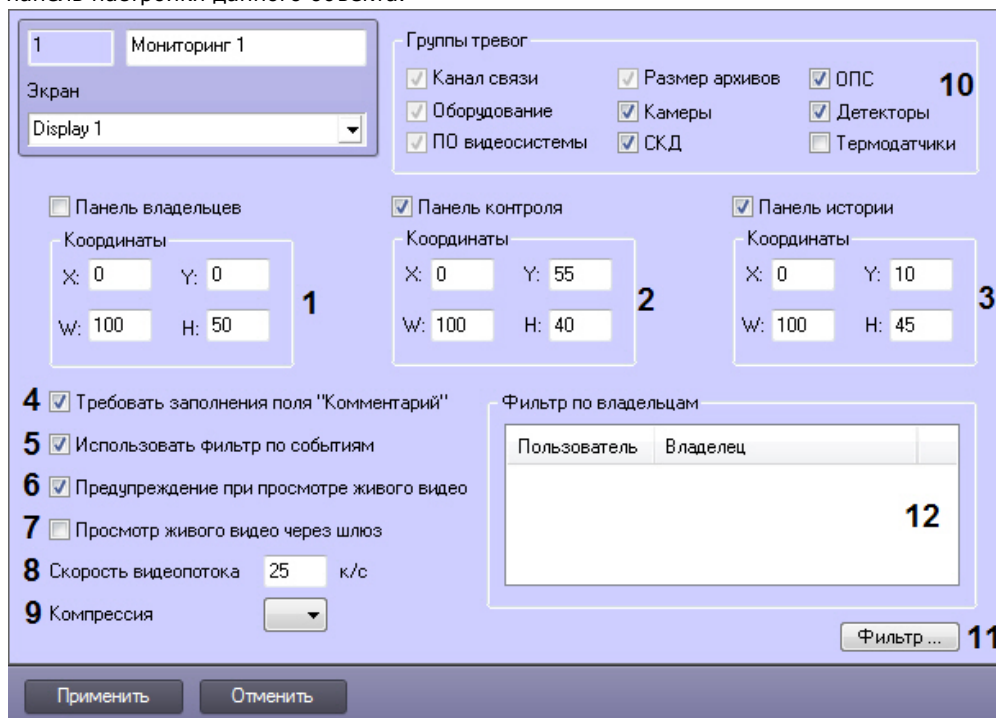 панель настройки данного объекта.
1 Мониторинг 1
Экран
Display 1
Группы тревог
Канал связи Размер архивов ОПС 10
Оборудование Камеры Детекторы
ПО видеосистемы СКД Термодатчики
Панель владельцев Панель контроля Панель истории
Координаты Координаты Координаты
X: 0 Y: 0 X: 0 Y: 55 X: 0 Y: 10
1 2 3
W: 100 H: 50 W: 100 H: 40 W: 100 H: 45
4 Требовать заполнения поля "Комментарий" Фильтр по владельцам
5 Использовать фильтр по событиям Пользователь Владелец
6 Предупреждение при просмотре живого видео
7 Просмотр живого видео через шлюз 12
8 Скорость видеопотока 25 к/с
9 Компрессия
Фильтр ... 11
Применить Отменить